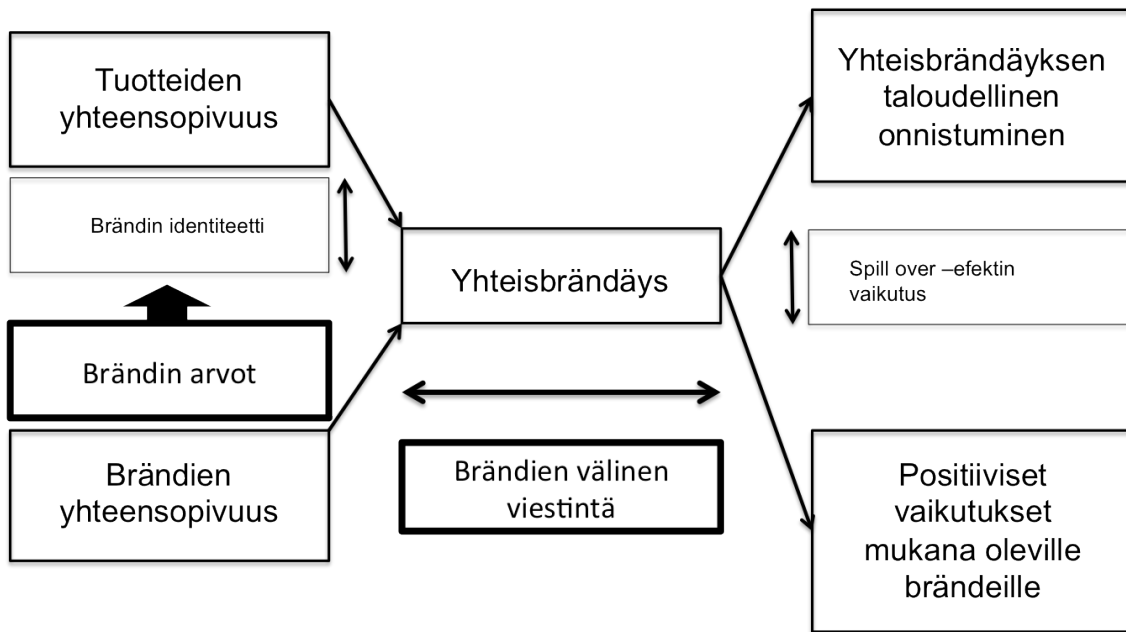 Tuotteiden
yhteensopivuus
Brändin identiteetti
Brändin arvot
Brändien
yhteensopivuus
Yhteisbrändäys
Brändien välinen
viestintä
Yhteisbrändäyksen
taloudellinen
onnistuminen
Spill over –efektin
vaikutus
Positiiviset
vaikutukset
mukana oleville
brändeille